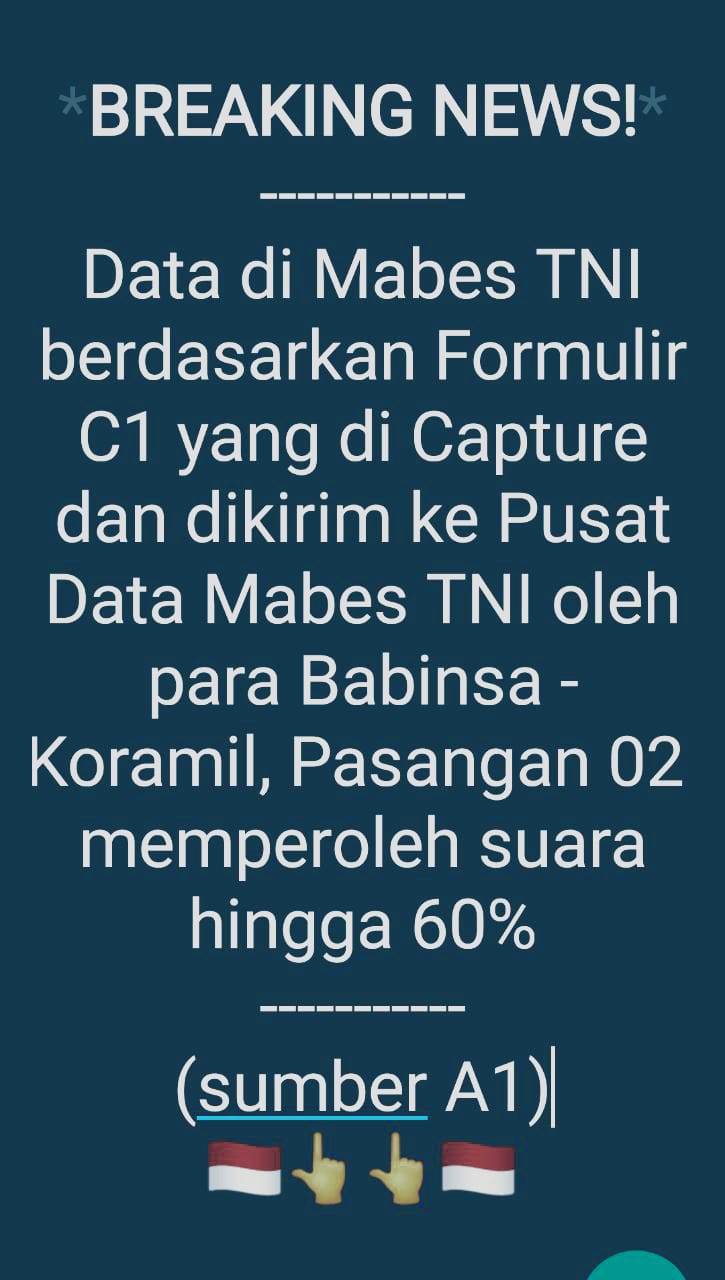 *BREAKING NEWS!*
-----------
Data di Mabes TNI
berdasarkan Formulir
C1 yang di Capture
dan dikirim ke Pusat
Data Mabes TNI oleh
para Babinsa -
Koramil, Pasangan 02
memperoleh suara
hingga 60%
-----------
(sumber A1)
🇮🇩👆👆🇮🇩